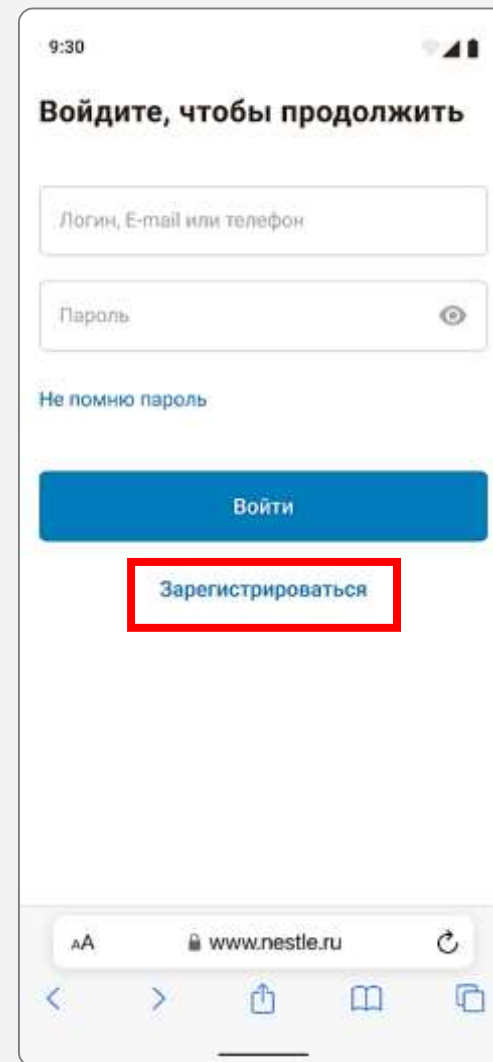 9:30
Войдите, чтобы продолжить
Логин, E-mail или телефон
Пароль
Не помню пароль
Войти
Зарегистрироваться
AA www.nestle.ru